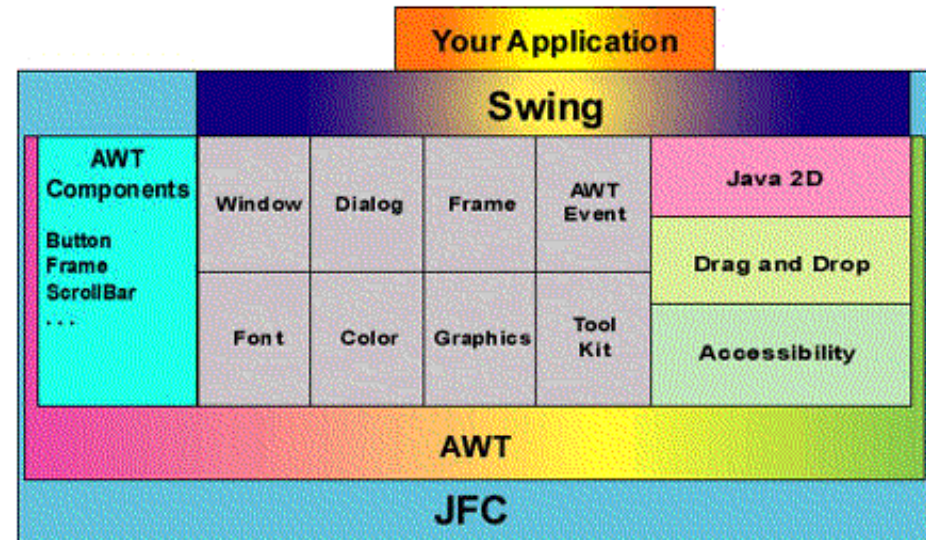 Your Application
Swing
AWT
Components
Button
Frame
ScrollBar
. . .
Window
Dialog
Frame
AWT
Event
Font
Color
Graphics
Tool
Kit
Java 2D
Drag and Drop
Accessibility
AWT
JFC